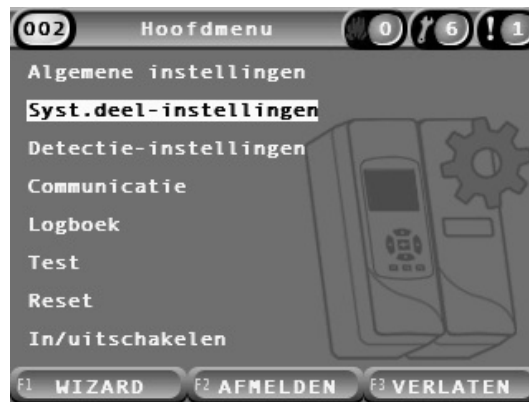 002 Hoofdmenu 0 6 ! 1
Algemene instellingen
Syst.deel-instellingen
Detectie-instellingen
Communicatie
Logboek
Test
Reset
In/uitschakelen
F1 WIZARD F2 AFMELDEN F3 VERLATEN